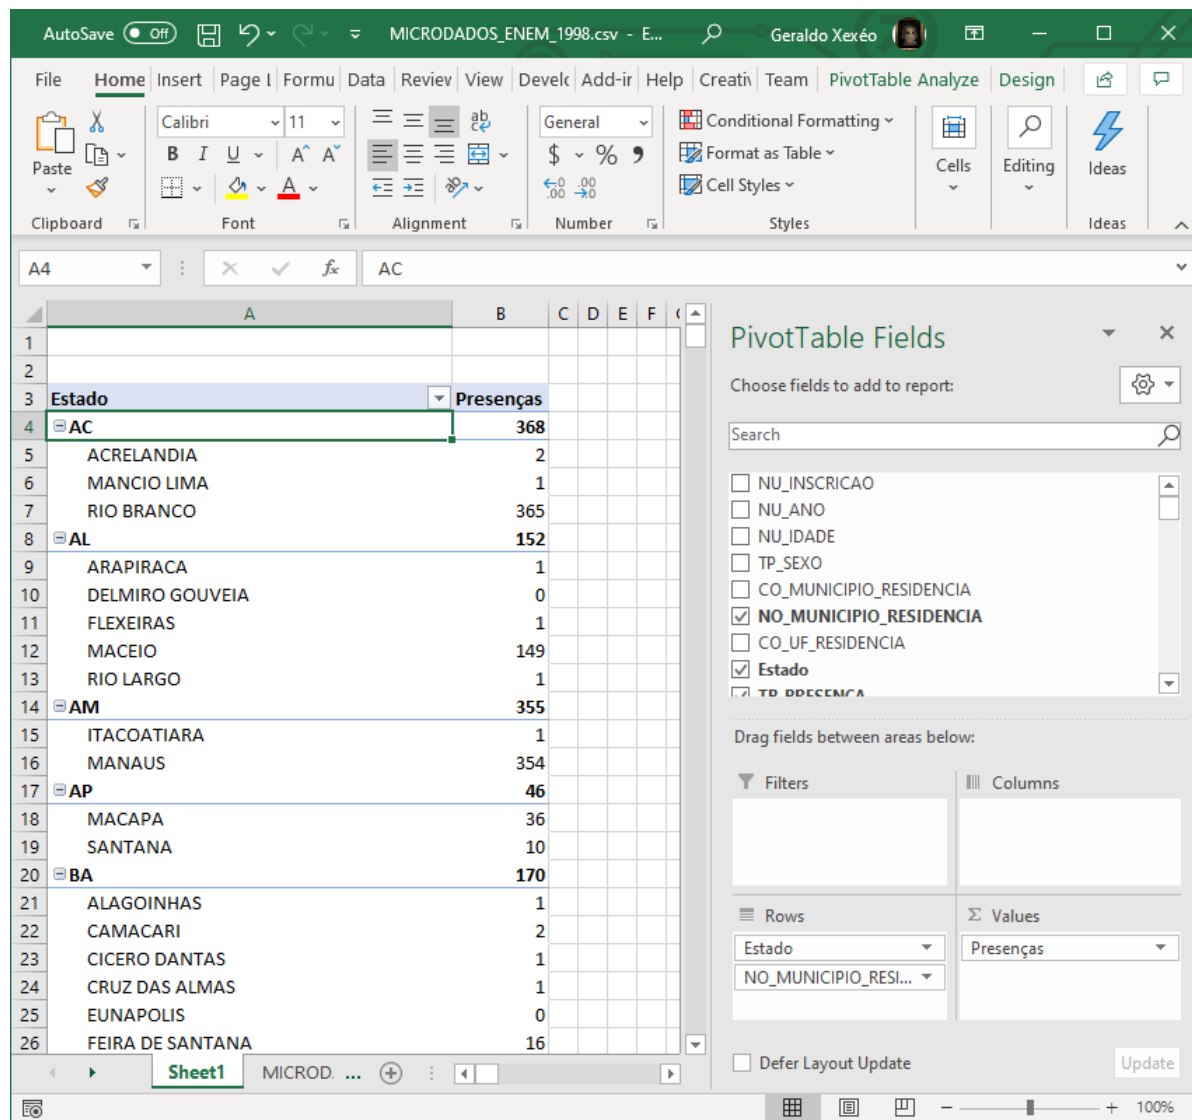 AutoSave Off MICRODADOS_ENEM_1998.csv - E... Geraldo Xexéo
File Home Insert Page l Formu Data Review View Develc Add-ir Help Creativ Team PivotTable Analyze Design
Paste
Clipboard
Calibri 11
B I U A A
Font
ab
Alignment
General
$ % 9
Number
Conditional Formatting
Format as Table
Cell Styles
Styles
Cells
Editing
Ideas
Ideas
A4 fx AC
A B C D E F
1
2
3 Estado Presenças
4 AC 368
5 ACRELANDIA 2
6 MANCIO LIMA 1
7 RIO BRANCO 365
8 AL 152
9 ARAPIRACA 1
10 DELMIRO GOUVEIA 0
11 FLEXEIRAS 1
12 MACEIO 149
13 RIO LARGO 1
14 AM 355
15 ITACOATIARA 1
16 MANAUS 354
17 AP 46
18 MACAPA 36
19 SANTANA 10
20 BA 170
21 ALAGOINHAS 1
22 CAMACARI 2
23 CICERO DANTAS 1
24 CRUZ DAS ALMAS 1
25 EUNAPOLIS 0
26 FEIRA DE SANTANA 16
Sheet1 MICROD. ...
PivotTable Fields
Choose fields to add to report:
Search
NU_INSCRICAO
NU_ANO
NU_IDADE
TP_SEXO
CO_MUNICIPIO_RESIDENCIA
NO_MUNICIPIO_RESIDENCIA
CO_UF_RESIDENCIA
Estado
TP_PRESENCA
Drag fields between areas below:
Filters
Columns
Rows
Estado
NO_MUNICIPIO_RESI...
Σ Values
Presenças
Defer Layout Update Update
100%